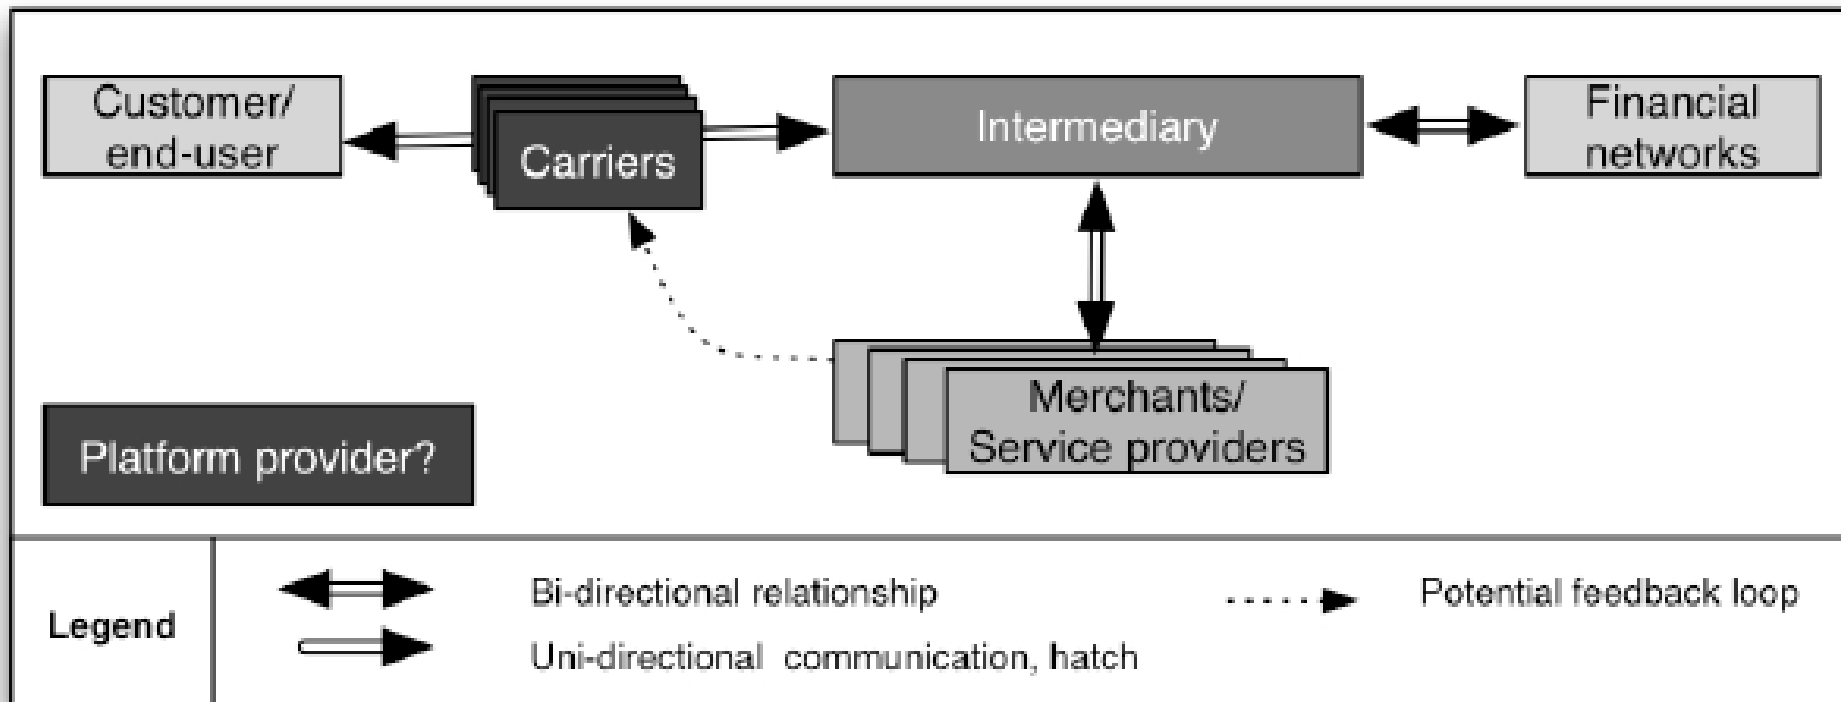 Customer/
end-user
Carriers
Intermediary
Financial
networks
Merchants/
Service providers
Platform provider?
Legend
Bi-directional relationship
Potential feedback loop
Uni-directional communication, hatch